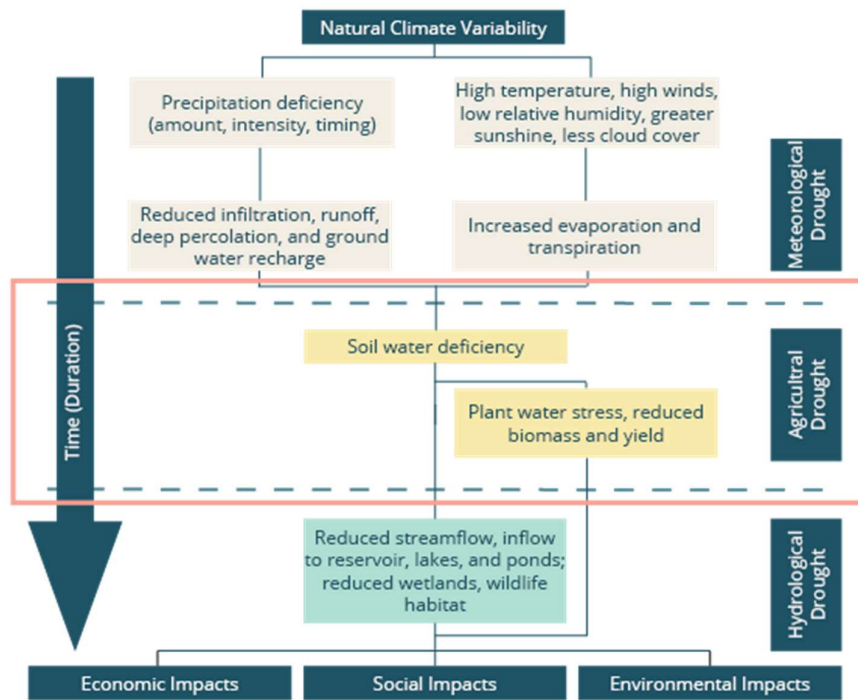 Natural Climate Variability
Precipitation deficiency
(amount, intensity, timing)
High temperature, high winds,
low relative humidity, greater
sunshine, less cloud cover
Reduced infiltration, runoff,
deep percolation, and ground
water recharge
Increased evaporation and
transpiration
Meteorological
Drought
Time (Duration)
Soil water deficiency
Plant water stress, reduced
biomass and yield
Agricultral
Drought
Reduced streamflow, inflow
to reservoir, lakes, and ponds;
reduced wetlands, wildlife
habitat
Hydrological
Drought
Economic Impacts
Social Impacts
Environmental Impacts